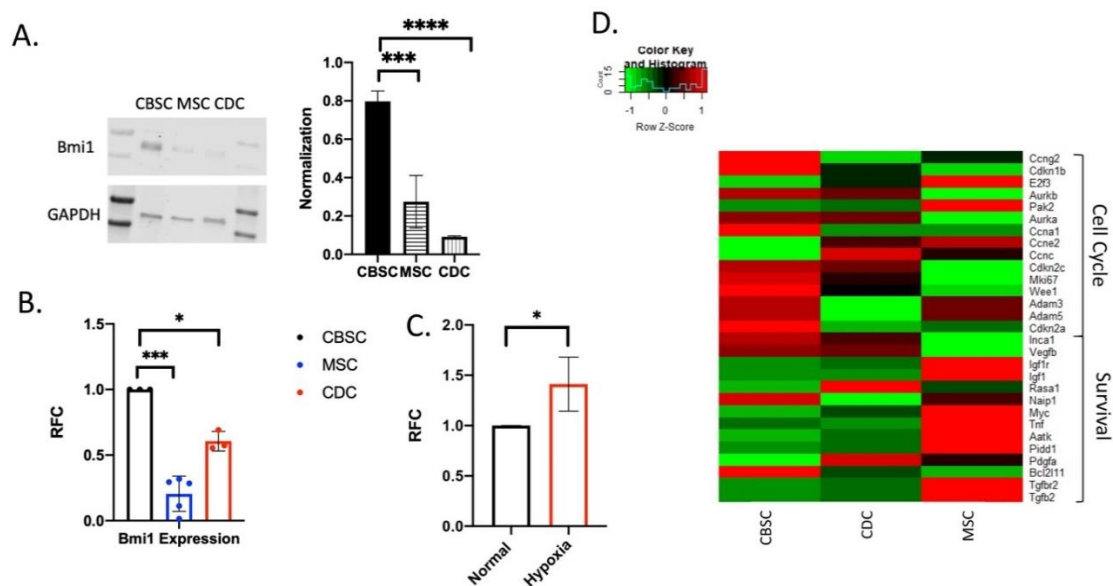 A.
CBSC MSC CDC
Bmi1
GAPDH
Normalization
1.0
0.8
0.6
0.4
0.2
0.0
****
***
CBSC
MSC
CDC
B.
RFC
1.5
1.0
0.5
0.0
*
***
Bmi1 Expression
CBSC
MSC
CDC
C.
RFC
2.0
1.5
1.0
0.5
0.0
*
Normal
Hypoxia
D.
Color Key
and Histogram
Count
0 15
-1 0 1
Row Z-Score
Ccng2
Cdkn1b
E2f3
Aurkb
Pak2
Aurka
Ccna1
Ccne2
Ccnc
Cdkn2c
Mki67
Wee1
Adam3
Adam5
Cdkn2a
Inca1
Vegfb
Igf1r
Igf1
Rasa1
Naip1
Myc
Tnf
Aatk
Pidd1
Pdgfa
Bcl2l11
Tgfbr2
Tgfb2
Cell Cycle
Survival
CBSC
CDC
MSC